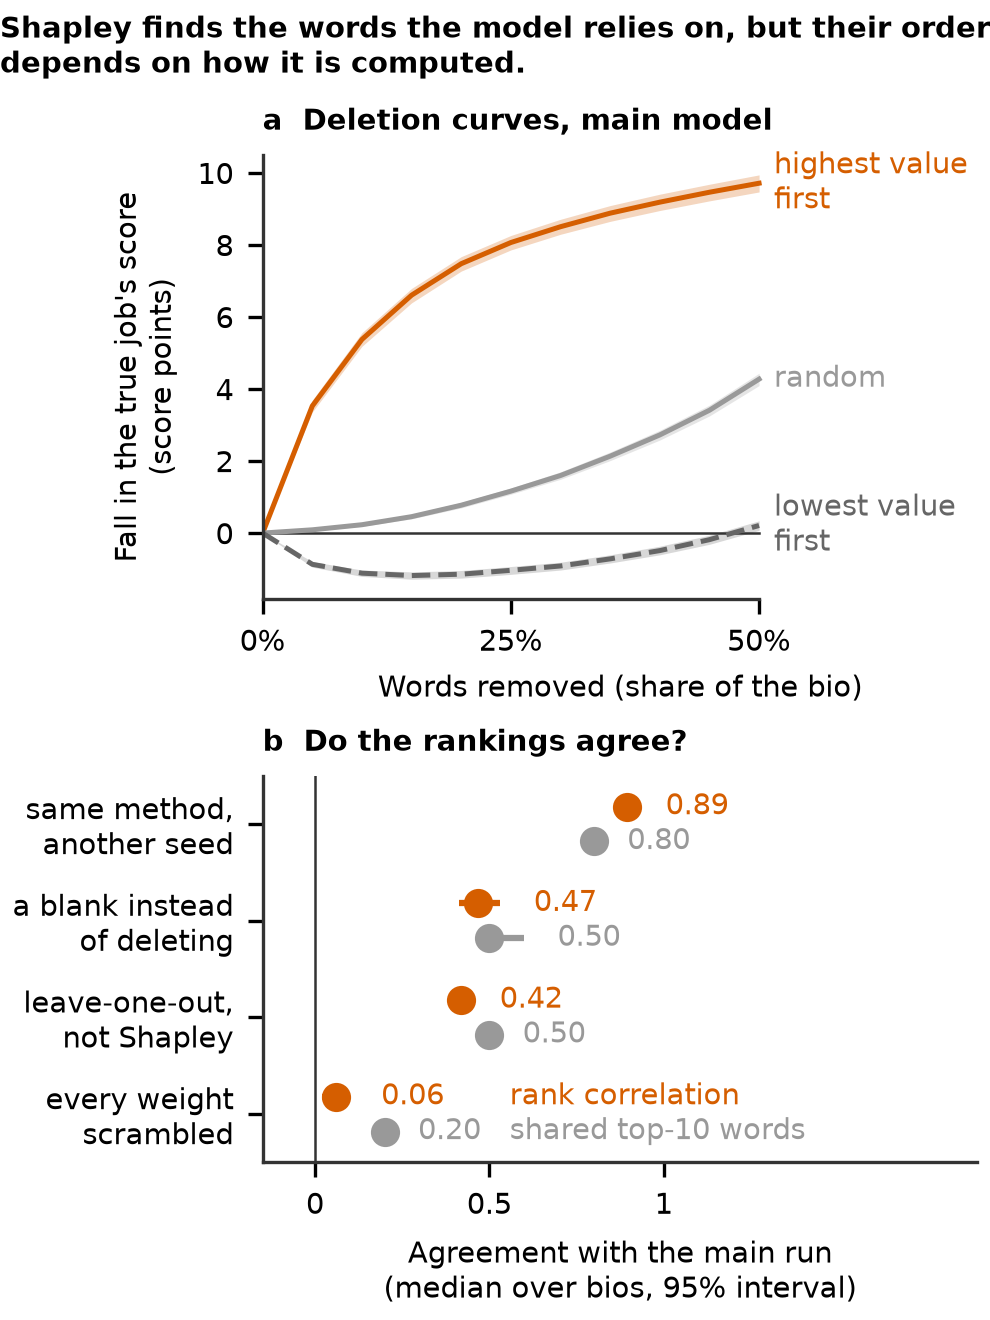 Shapley finds the words the model relies on, but their order
depends on how it is computed.
a Deletion curves, main model
Fall in the true job's score
(score points)
10
8
6
4
2
0
highest value
first
random
lowest value
first
0%
25%
50%
Words removed (share of the bio)
b Do the rankings agree?
same method,
another seed
0.89
0.80
a blank instead
of deleting
0.47
0.50
leave-one-out,
not Shapley
0.42
0.50
every weight
scrambled
0.06
0.20
rank correlation
shared top-10 words
0
0.5
1
Agreement with the main run
(median over bios, 95% interval)